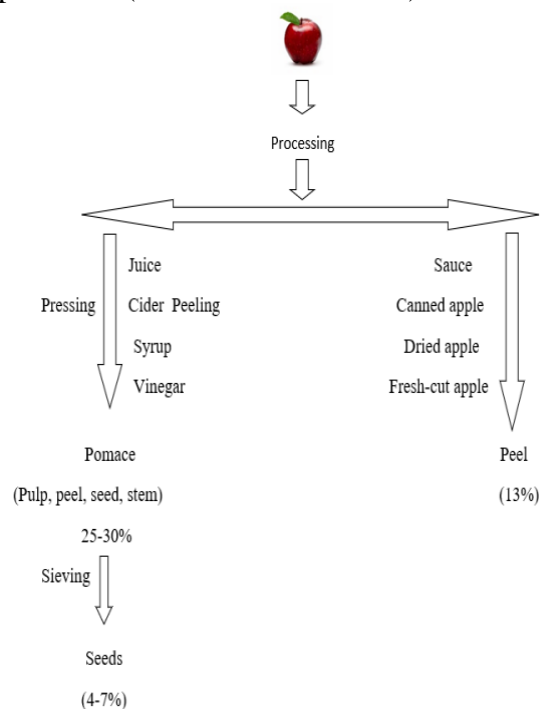 Processing
Juice
Sauce
Pressing
Cider Peeling
Canned apple
Syrup
Dried apple
Vinegar
Fresh-cut apple
Pomace
Peel
(Pulp, peel, seed, stem)
(13%)
25-30%
Sieving
Seeds
(4-7%)